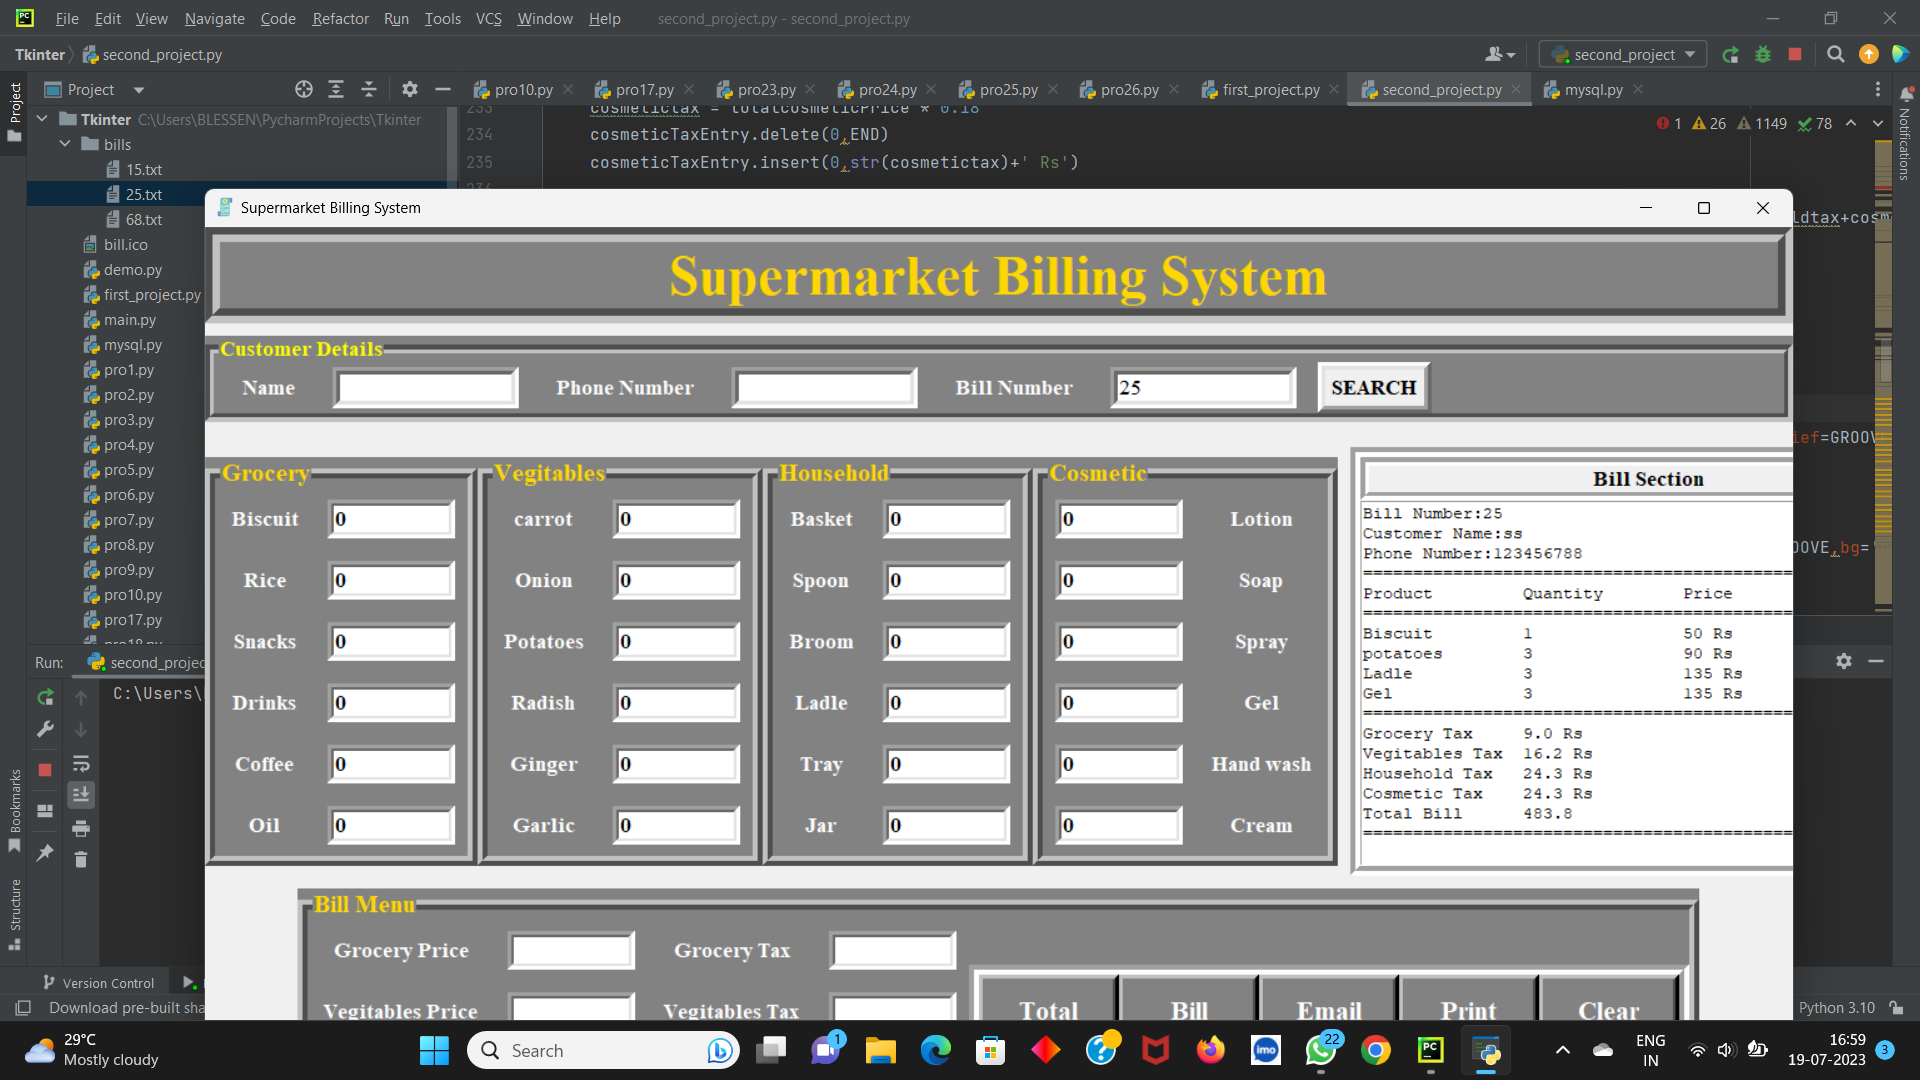 File Edit View Navigate Code Refactor Run Tools VCS Window Help second_project.py - second_project.py
Tkinter second_project.py second_project
Project pro10.py pro17.py pro23.py pro24.py pro25.py pro26.py first_project.py second_project.py mysql.py
Project
Notifications
Tkinter C:\Users\BLESSEN\PycharmProjects\Tkinter
bills
15.txt
25.txt
68.txt
bill.ico
demo.py
first_project.py
main.py
mysql.py
pro1.py
pro2.py
pro3.py
pro4.py
pro5.py
pro6.py
pro7.py
pro8.py
pro9.py
pro10.py
pro17.py
233 cosmetictax = totalcosmeticPrice * 0.18
234 cosmeticTaxEntry.delete(0,END)
235 cosmeticTaxEntry.insert(0,str(cosmetictax)+' Rs')
1 26 1149 78
ldtax+cosm
ief=GROOV
OOVE,bg='
Supermarket Billing System
Supermarket Billing System
Customer Details
Name Phone Number Bill Number 25 SEARCH
Grocery Vegitables Household Cosmetic
Biscuit 0 carrot 0 Basket 0 0 Lotion
Rice 0 Onion 0 Spoon 0 0 Soap
Snacks 0 Potatoes 0 Broom 0 0 Spray
Drinks 0 Radish 0 Ladle 0 0 Gel
Coffee 0 Ginger 0 Tray 0 0 Hand wash
Oil 0 Garlic 0 Jar 0 0 Cream
Bill Section
Bill Number:25
Customer Name:ss
Phone Number:123456788
============================================
Product Quantity Price
============================================
Biscuit 1 50 Rs
potatoes 3 90 Rs
Ladle 3 135 Rs
Gel 3 135 Rs
============================================
Grocery Tax 9.0 Rs
Vegitables Tax 16.2 Rs
Household Tax 24.3 Rs
Cosmetic Tax 24.3 Rs
Total Bill 483.8
============================================
Bill Menu
Grocery Price Grocery Tax
Vegitables Price Vegitables Tax
Total Bill Email Print Clear
Run: second_projec
C:\Users\
Bookmarks
Structure
Version Control
Download pre-built sha
Python 3.10
29°C
Mostly cloudy
Search
1
imo
22
ENG
IN
16:59
19-07-2023
3